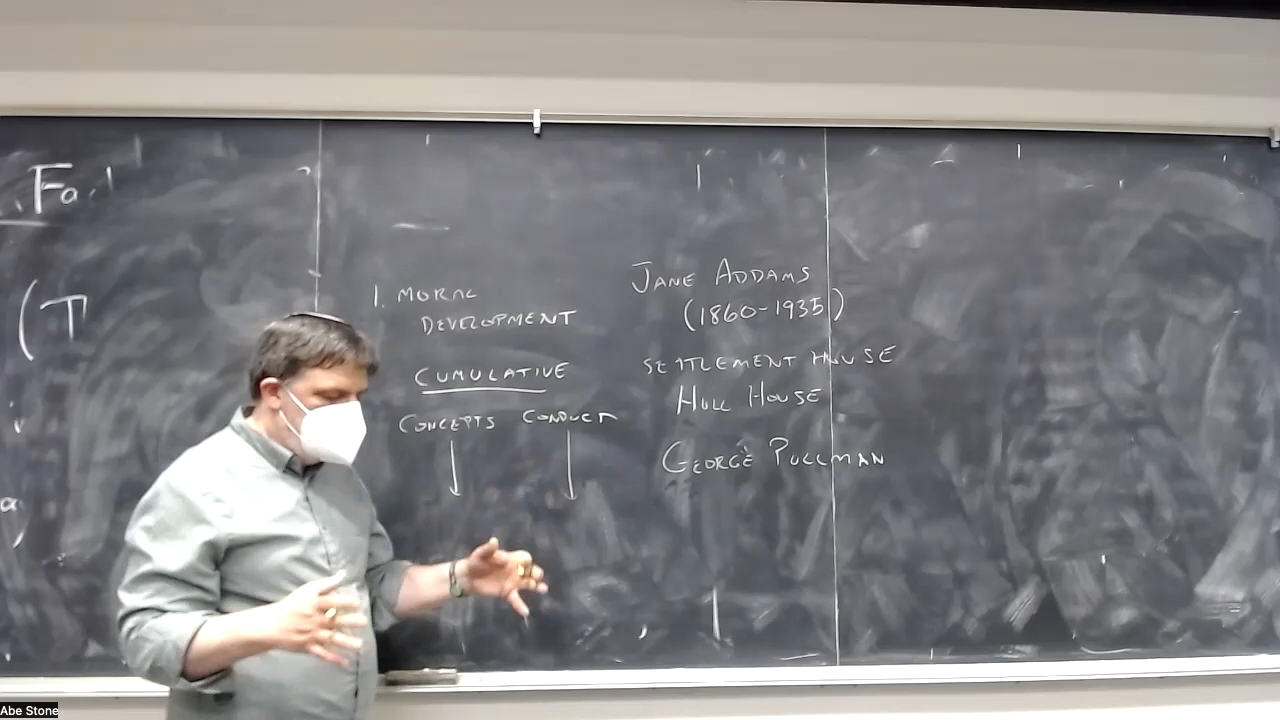 Fa
(T
1. MORAL
DEVELOPMENT
CUMULATIVE
CONCEPTS CONDUCT
JANE ADDAMS
(1860-1935)
SETTLEMENT HOUSE
HULL HOUSE
GEORGE PULLMAN
Abe Stone